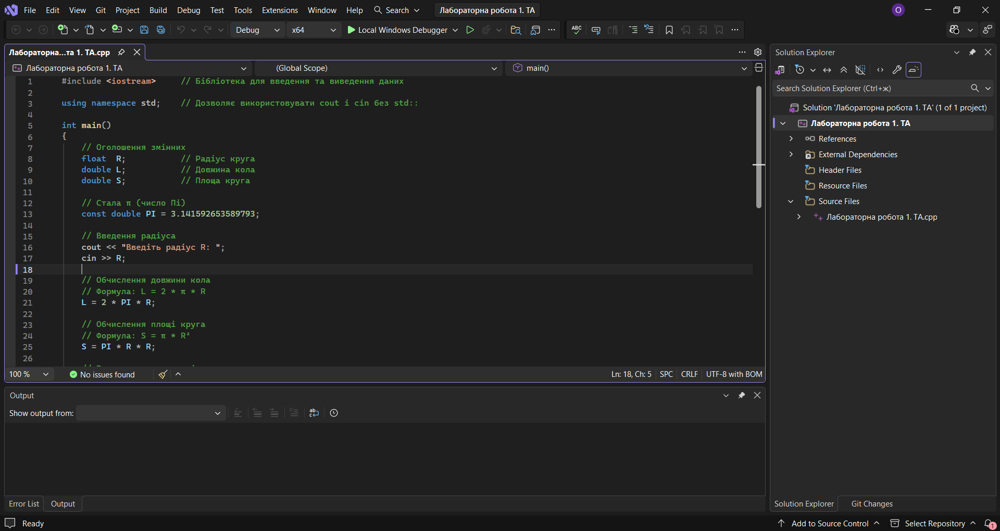 File Edit View Git Project Build Debug Test Tools Extensions Window Help Search Лабораторна робота 1. ТА O
Debug x64 Local Windows Debugger ABC
Лабораторна...та 1. ТА.cpp
Лабораторна робота 1. ТА (Global Scope) main()
1 #include <iostream> // Бібліотека для введення та виведення даних
2
3 using namespace std; // Дозволяє використовувати cout і cin без std::
4
5 int main()
6 {
7 // Оголошення змінних
8 float R; // Радіус круга
9 double L; // Довжина кола
10 double S; // Площа круга
11
12 // Стала π (число Пі)
13 const double PI = 3.141592653589793;
14
15 // Введення радіуса
16 cout << "Введіть радіус R: ";
17 cin >> R;
18
19 // Обчислення довжини кола
20 // Формула: L = 2 * π * R
21 L = 2 * PI * R;
22
23 // Обчислення площі круга
24 // Формула: S = π * R²
25 S = PI * R * R;
26
100 % No issues found Ln: 18, Ch: 5 SPC CRLF UTF-8 with BOM
Output
Show output from:
Error List Output
Solution Explorer
Search Solution Explorer (Ctrl+ж)
Solution 'Лабораторна робота 1. ТА' (1 of 1 project)
Лабораторна робота 1. ТА
References
External Dependencies
Header Files
Resource Files
Source Files
Лабораторна робота 1. ТА.cpp
Solution Explorer Git Changes
Ready Add to Source Control Select Repository 1